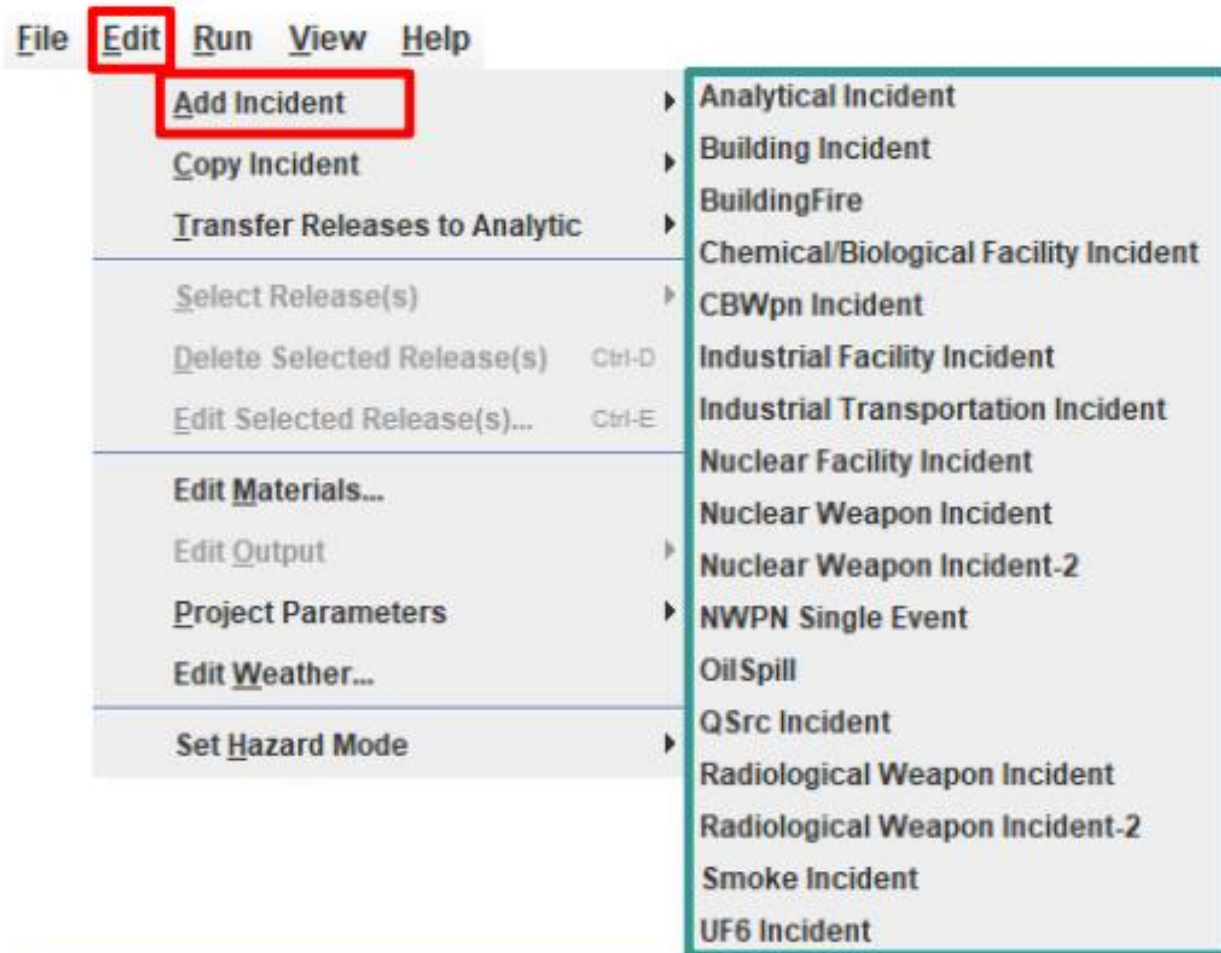 File Edit Run View Help
Add Incident
Copy Incident
Transfer Releases to Analytic
Select Release(s)
Delete Selected Release(s) Ctrl-D
Edit Selected Release(s)... Ctrl-E
Edit Materials...
Edit Output
Project Parameters
Edit Weather...
Set Hazard Mode
Analytical Incident
Building Incident
BuildingFire
Chemical/Biological Facility Incident
CBWpn Incident
Industrial Facility Incident
Industrial Transportation Incident
Nuclear Facility Incident
Nuclear Weapon Incident
Nuclear Weapon Incident-2
NWPN Single Event
OilSpill
QSrc Incident
Radiological Weapon Incident
Radiological Weapon Incident-2
Smoke Incident
UF6 Incident